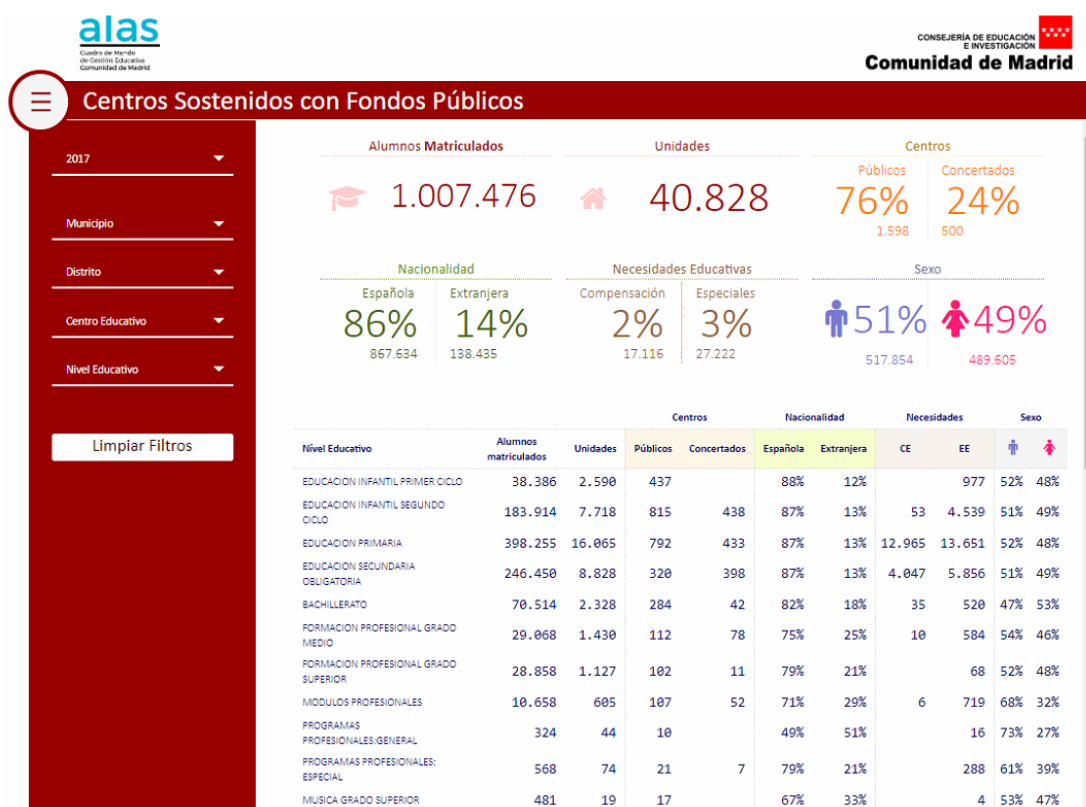 alas
Cuadro de Mando
de Gestión Educativa
Comunidad de Madrid
CONSEJERÍA DE EDUCACIÓN
E INVESTIGACIÓN
Comunidad de Madrid
Centros Sostenidos con Fondos Públicos
2017
Municipio
Distrito
Centro Educativo
Nivel Educativo
Limpiar Filtros
Alumnos Matriculados
1.007.476
Unidades
40.828
Centros
Públicos Concertados
76% 24%
1.598 500
Nacionalidad
Española Extranjera
86% 14%
867.634 138.435
Necesidades Educativas
Compensación Especiales
2% 3%
17.116 27.222
Sexo
51% 49%
517.854 489.605
Centros Nacionalidad Necesidades Sexo
Nível Educativo Alumnos matriculados Unidades Públicos Concertados Española Extranjera CE EE
EDUCACION INFANTIL PRIMER CICLO 38.386 2.590 437 88% 12% 977 52% 48%
EDUCACION INFANTIL SEGUNDO CICLO 183.914 7.718 815 438 87% 13% 53 4.539 51% 49%
EDUCACION PRIMARIA 398.255 16.065 792 433 87% 13% 12.965 13.651 52% 48%
EDUCACION SECUNDARIA OBLIGATORIA 246.450 8.828 320 398 87% 13% 4.047 5.856 51% 49%
BACHILLERATO 70.514 2.328 284 42 82% 18% 35 520 47% 53%
FORMACION PROFESIONAL GRADO MEDIO 29.068 1.430 112 78 75% 25% 10 584 54% 46%
FORMACION PROFESIONAL GRADO SUPERIOR 28.858 1.127 102 11 79% 21% 68 52% 48%
MODULOS PROFESIONALES 10.658 605 107 52 71% 29% 6 719 68% 32%
PROGRAMAS PROFESIONALES:GENERAL 324 44 10 49% 51% 16 73% 27%
PROGRAMAS PROFESIONALES: ESPECIAL 568 74 21 7 79% 21% 288 61% 39%
MUSICA GRADO SUPERIOR 481 19 17 67% 33% 4 53% 47%